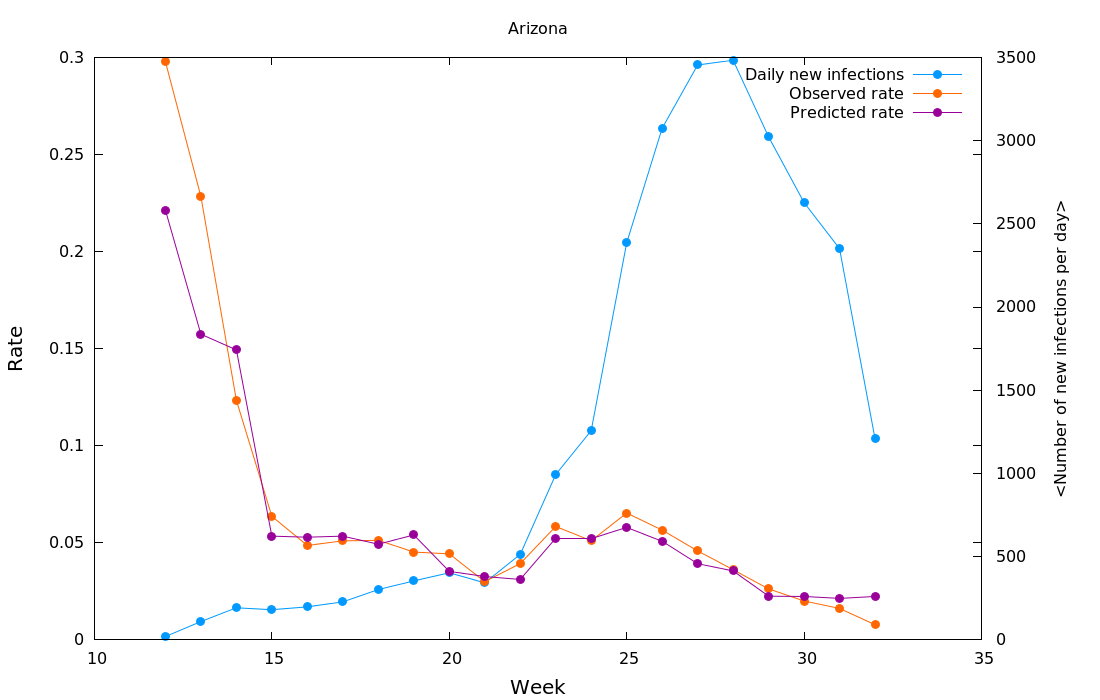 Arizona
Daily new infections
Observed rate
Predicted rate
0.3
0.25
0.2
0.15
0.1
0.05
0
Rate
3500
3000
2500
2000
1500
1000
500
0
<Number of new infections per day>
10 15 20 25 30 35
Week